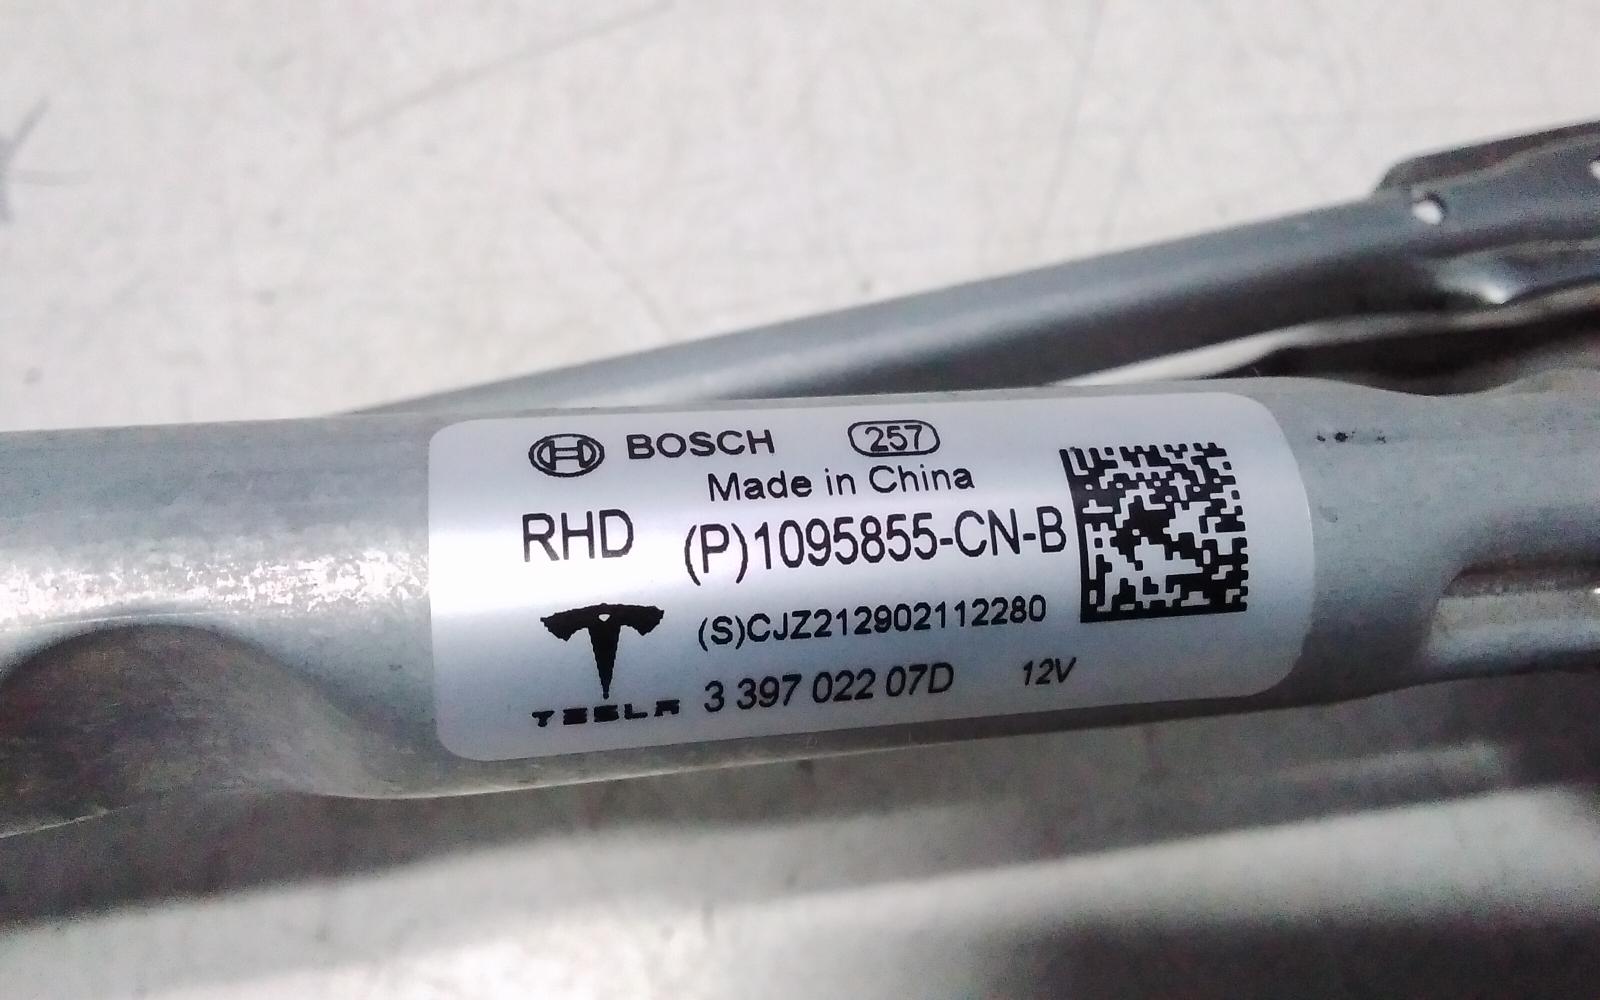 BOSCH 257
Made in China
RHD (P)1095855-CN-B
(S)CJZ212902112280
TESLA 3 397 022 07D 12V